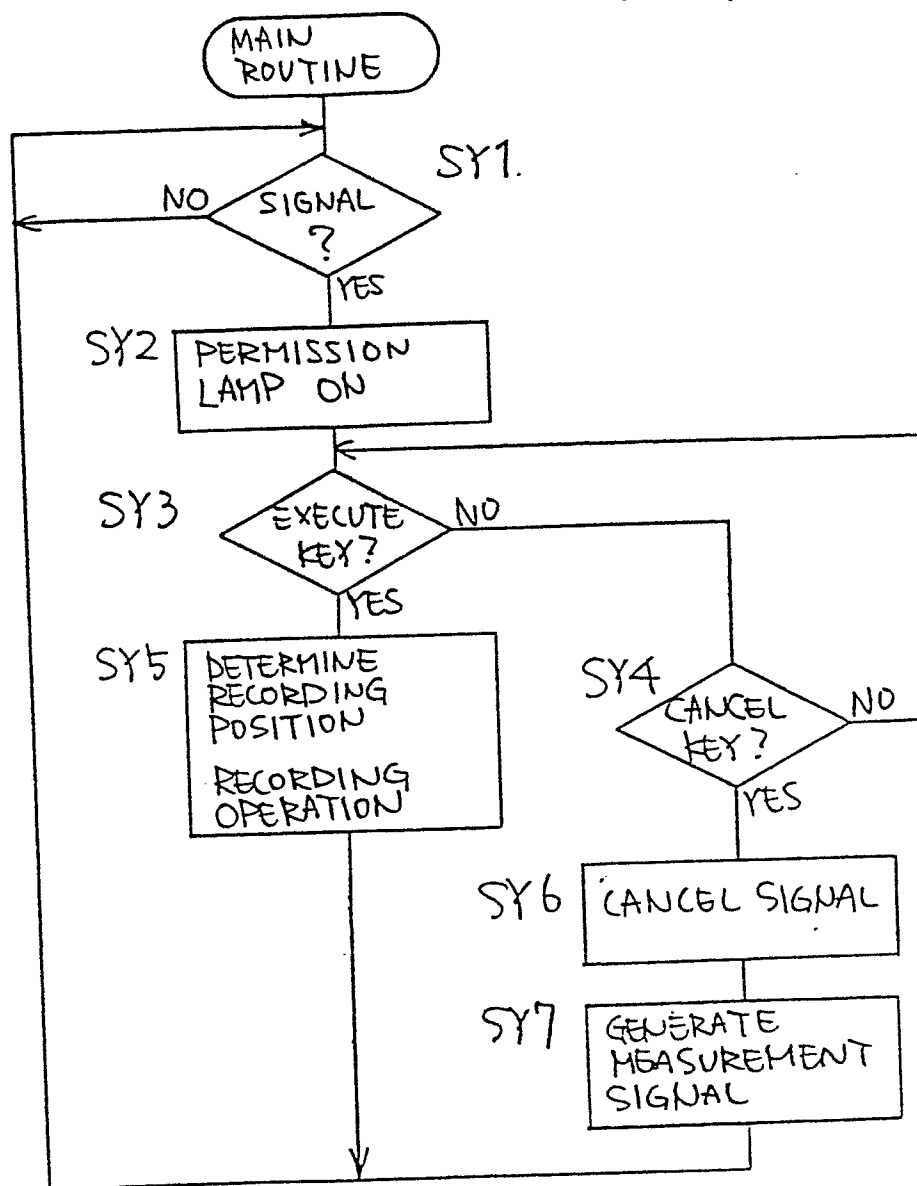 MAIN
ROUTINE
SY1.
NO
SIGNAL
?
YES
SY2
PERMISSION
LAMP ON
SY3
EXECUTE
KEY?
NO
YES
SY5
DETERMINE
RECORDING
POSITION
RECORDING
OPERATION
SY4
CANCEL
KEY?
NO
YES
SY6
CANCEL SIGNAL
SY7
GENERATE
MEASUREMENT
SIGNAL